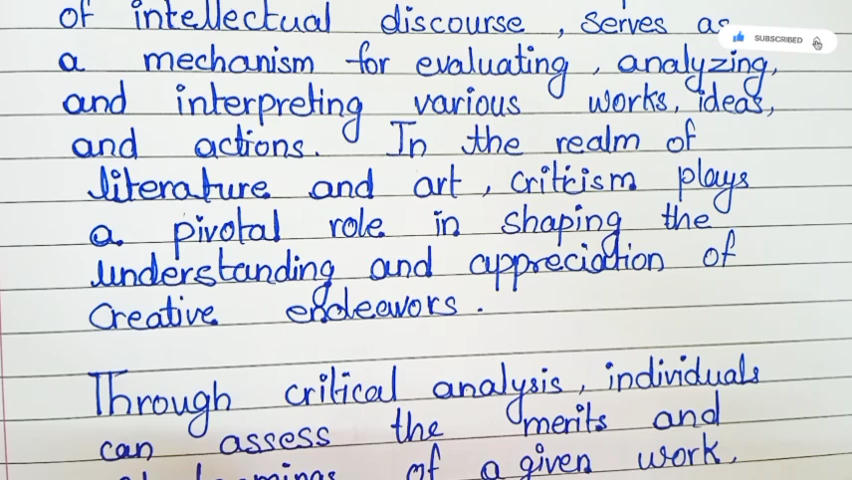 of intellectual discourse, serves as
SUBSCRIBED
a mechanism for evaluating, analyzing,
and interpreting various works, ideas,
and actions. In the realm of
literature and art, criticism plays
a pivotal role in shaping the
understanding and appreciation of
Creative endeavors.
Through critical analysis, individuals
can assess the merits and
of a given work.